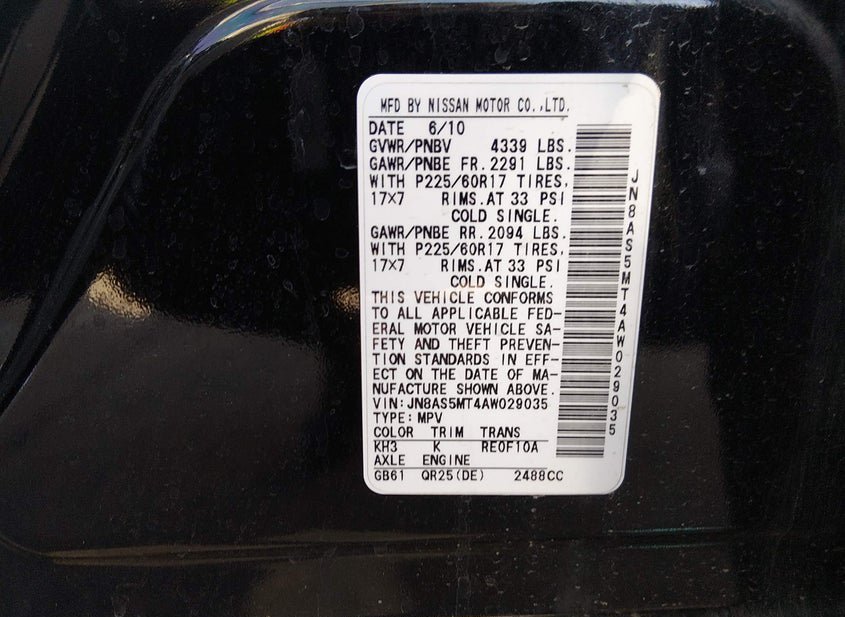 MFD BY NISSAN MOTOR CO.,LTD.
DATE 6/10
GVWR/PNBV 4339 LBS.
GAWR/PNBE FR. 2291 LBS.
WITH P225/60R17 TIRES,
17×7 RIMS.AT 33 PSI
COLD SINGLE.
GAWR/PNBE RR. 2094 LBS.
WITH P225/60R17 TIRES,
17×7 RIMS.AT 33 PSI
COLD SINGLE.
THIS VEHICLE CONFORMS
TO ALL APPLICABLE FED-
ERAL MOTOR VEHICLE SA-
FETY AND THEFT PREVEN-
TION STANDARDS IN EFF-
ECT ON THE DATE OF MA-
NUFACTURE SHOWN ABOVE.
VIN:JN8AS5MT4AW029035
TYPE:MPV
COLOR TRIM TRANS
KH3 K RE0F10A
AXLE ENGINE
GB61 QR25(DE) 2488CC
JN8AS5MT4AW029035